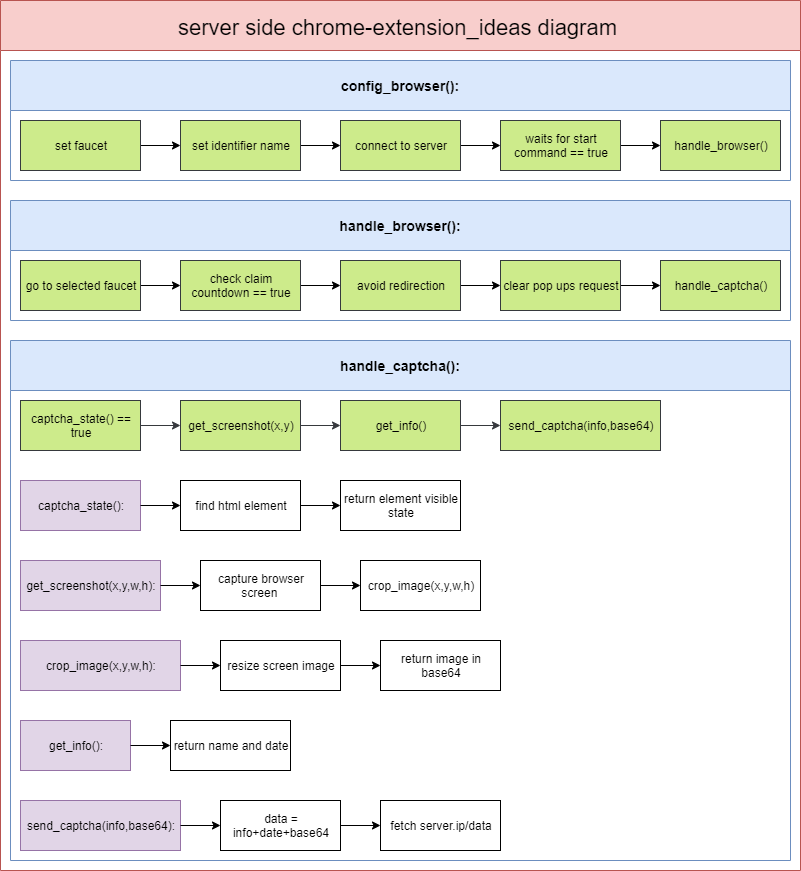 server side chrome-extension_ideas diagram
config_browser():
set faucet
set identifier name
connect to server
waits for start
command == true
handle_browser()
handle_browser():
go to selected faucet
check claim
countdown == true
avoid redirection
clear pop ups request
handle_captcha()
handle_captcha():
captcha_state() ==
true
get_screenshot(x,y)
get_info()
send_captcha(info,base64)
captcha_state():
find html element
return element visible
state
get_screenshot(x,y,w,h):
capture browser
screen
crop_image(x,y,w,h)
crop_image(x,y,w,h):
resize screen image
return image in
base64
get_info():
return name and date
send_captcha(info,base64):
data =
info+date+base64
fetch server.ip/data